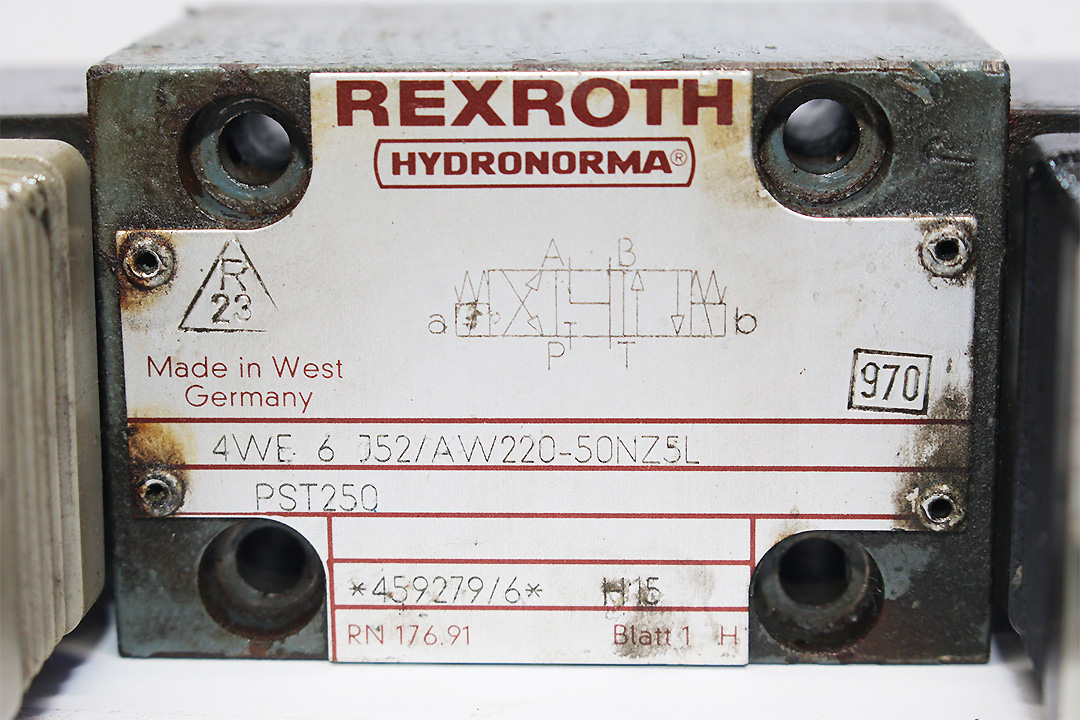 REXROTH
HYDRONORMA®
R
23
A B
a b
P T
Made in West
Germany
970
4WE 6 J52/AW220-50NZ5L
PST250
*459279/6* H15
RN 176.91 Blatt 1 H